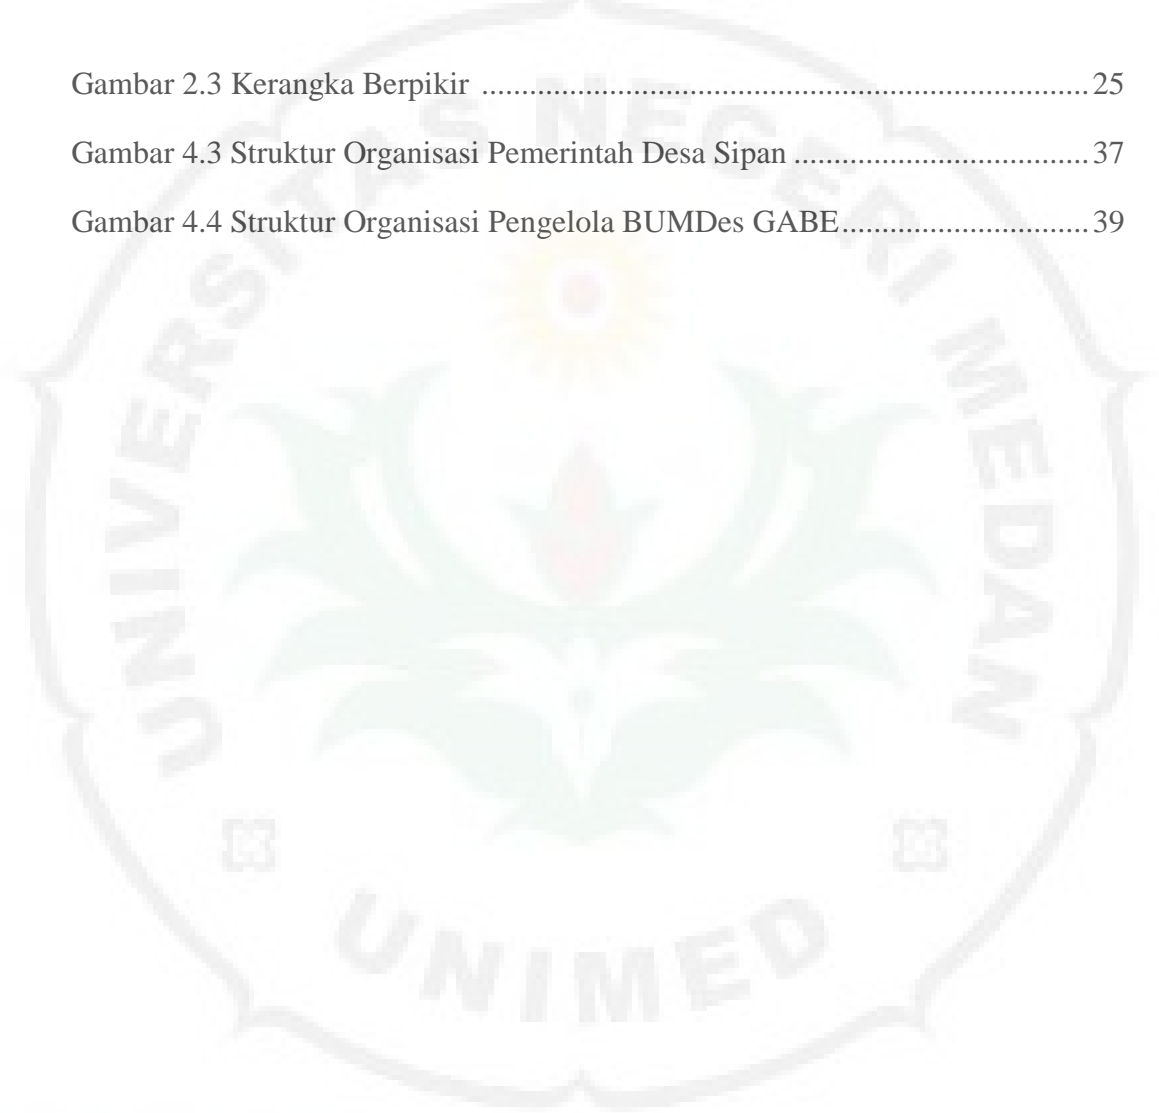 Gambar 2.3 Kerangka Berpikir ............................................................................ 25
Gambar 4.3 Struktur Organisasi Pemerintah Desa Sipan ..................................... 37
Gambar 4.4 Struktur Organisasi Pengelola BUMDes GABE............................... 39
UNIVERSITAS NEGERI MEDAN
UNIMED